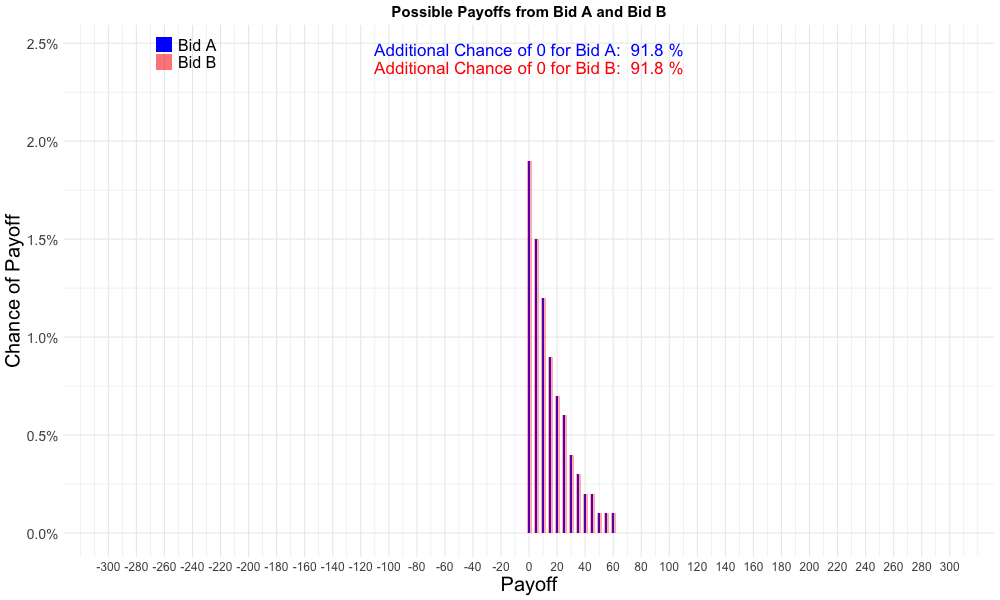 Possible Payoffs from Bid A and Bid B
Bid A
Bid B
Additional Chance of 0 for Bid A:  91.8 %
Additional Chance of 0 for Bid B:  91.8 %
Chance of Payoff
2.5%
2.0%
1.5%
1.0%
0.5%
0.0%
-300 -280 -260 -240 -220 -200 -180 -160 -140 -120 -100 -80 -60 -40 -20 0 20 40 60 80 100 120 140 160 180 200 220 240 260 280 300
Payoff